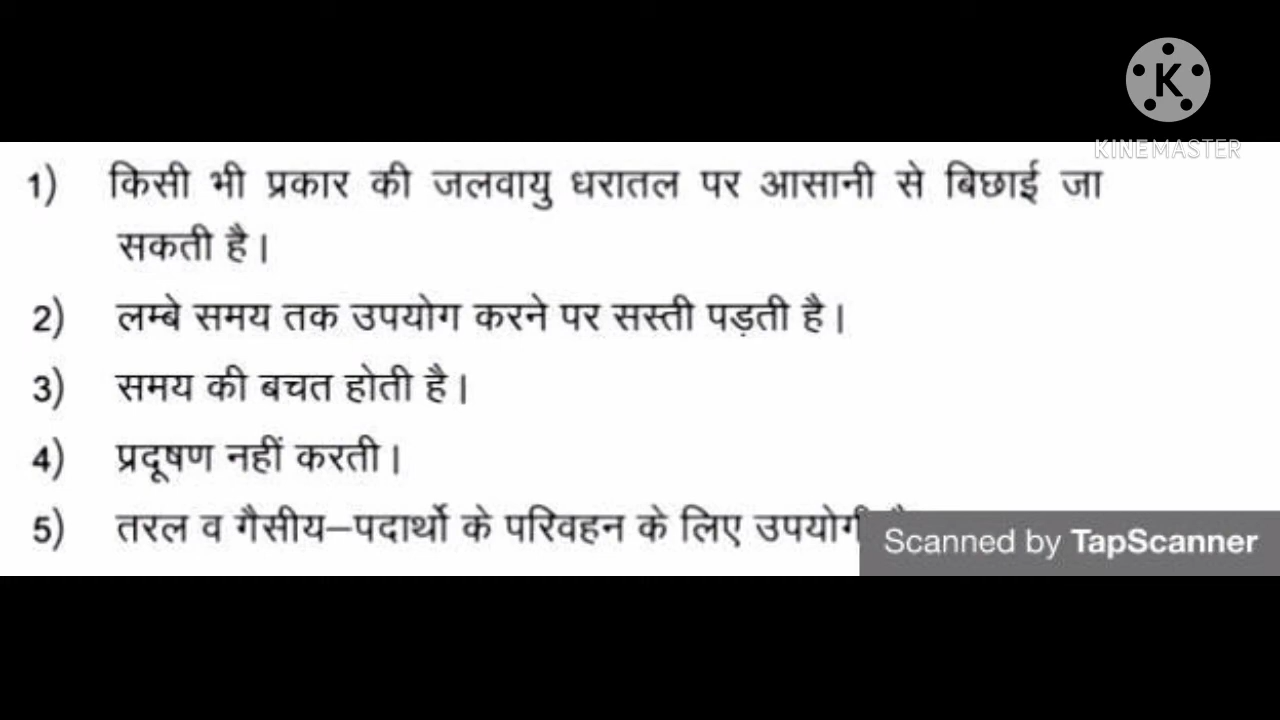 K
KINEMASTER
1) किसी भी प्रकार की जलवायु धरातल पर आसानी से बिछाई जा
सकती है।
2) लम्बे समय तक उपयोग करने पर सस्ती पड़ती है।
3) समय की बचत होती है।
4) प्रदूषण नहीं करती।
5) तरल व गैसीय–पदार्थो के परिवहन के लिए उपयोगी
Scanned by TapScanner